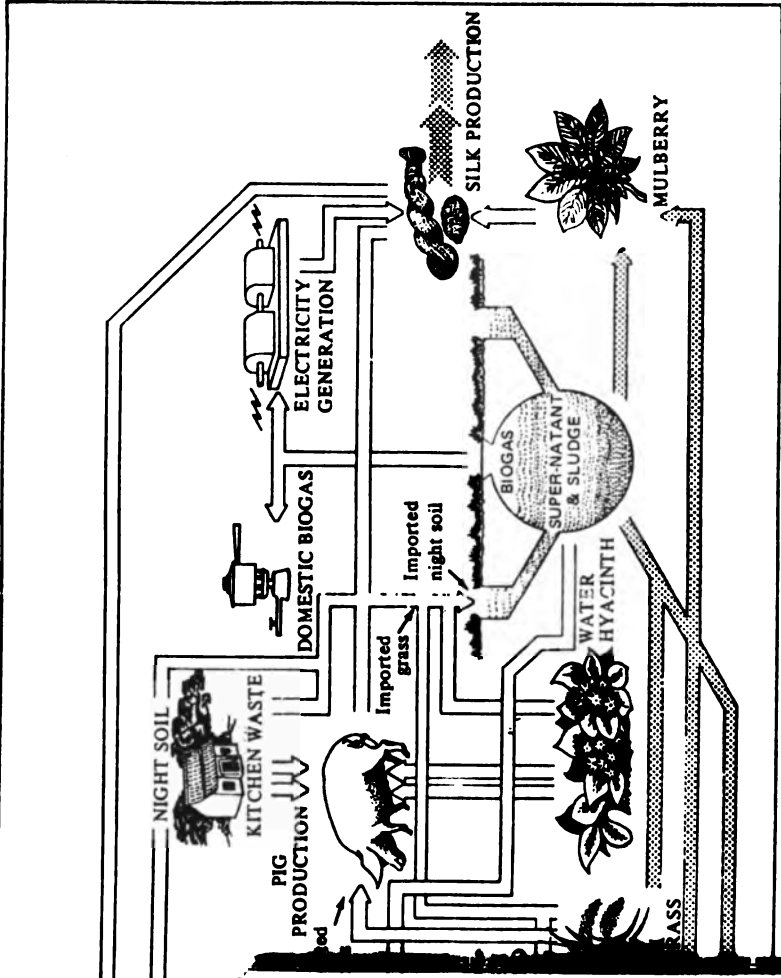 NIGHT SOIL
KITCHEN WASTE
PIG
PRODUCTION
DOMESTIC BIOGAS
ELECTRICITY
GENERATION
Imported
grass
Imported
night soil
SILK PRODUCTION
BIOGAS
SUPER-NATANT
& SLUDGE
WATER
HYACINTH
MULBERRY